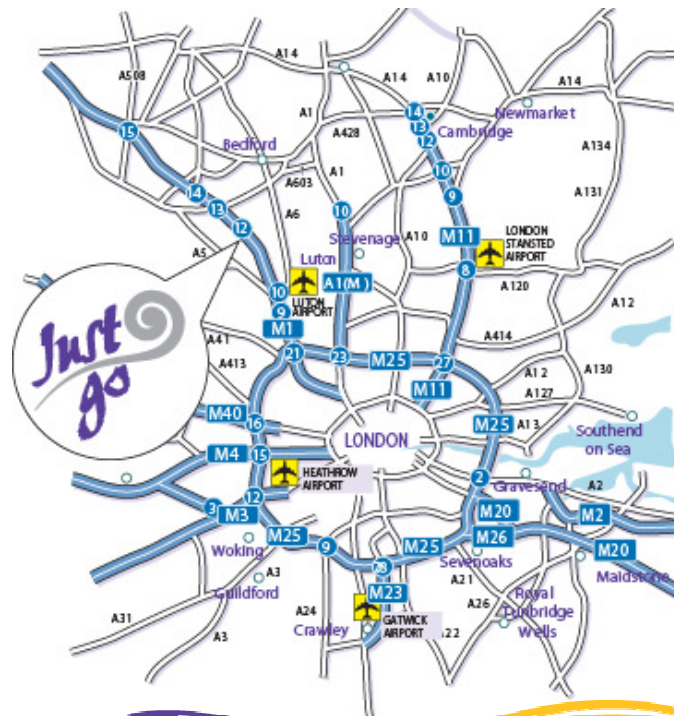 A14
A508
A14
A10
A14
A1
Newmarket
15
14
13
Cambridge
A428
Bedford
12
A134
A1
A603
10
14
A131
9
13
A6
10
12
M11
LONDON
STANSTED
AIRPORT
A10
Stevenage
A5
Luton
8
10
A1(M)
A120
LUTON
AIRPORT
9
A12
M1
A414
Just
go
A41
21
23
M25
27
A413
A12
A130
M11
A127
M40
M25
16
A13
Southend
on Sea
LONDON
M4
15
HEATHROW
AIRPORT
2
Gravesend
A2
12
3
M3
M20
M2
M25
M26
9
M25
M20
Woking
Sevenoaks
Maidstone
A3
A21
Guildford
M23
Royal
Tunbridge
Wells
A24
A26
A31
GATWICK
AIRPORT
Crawley
A22
A3